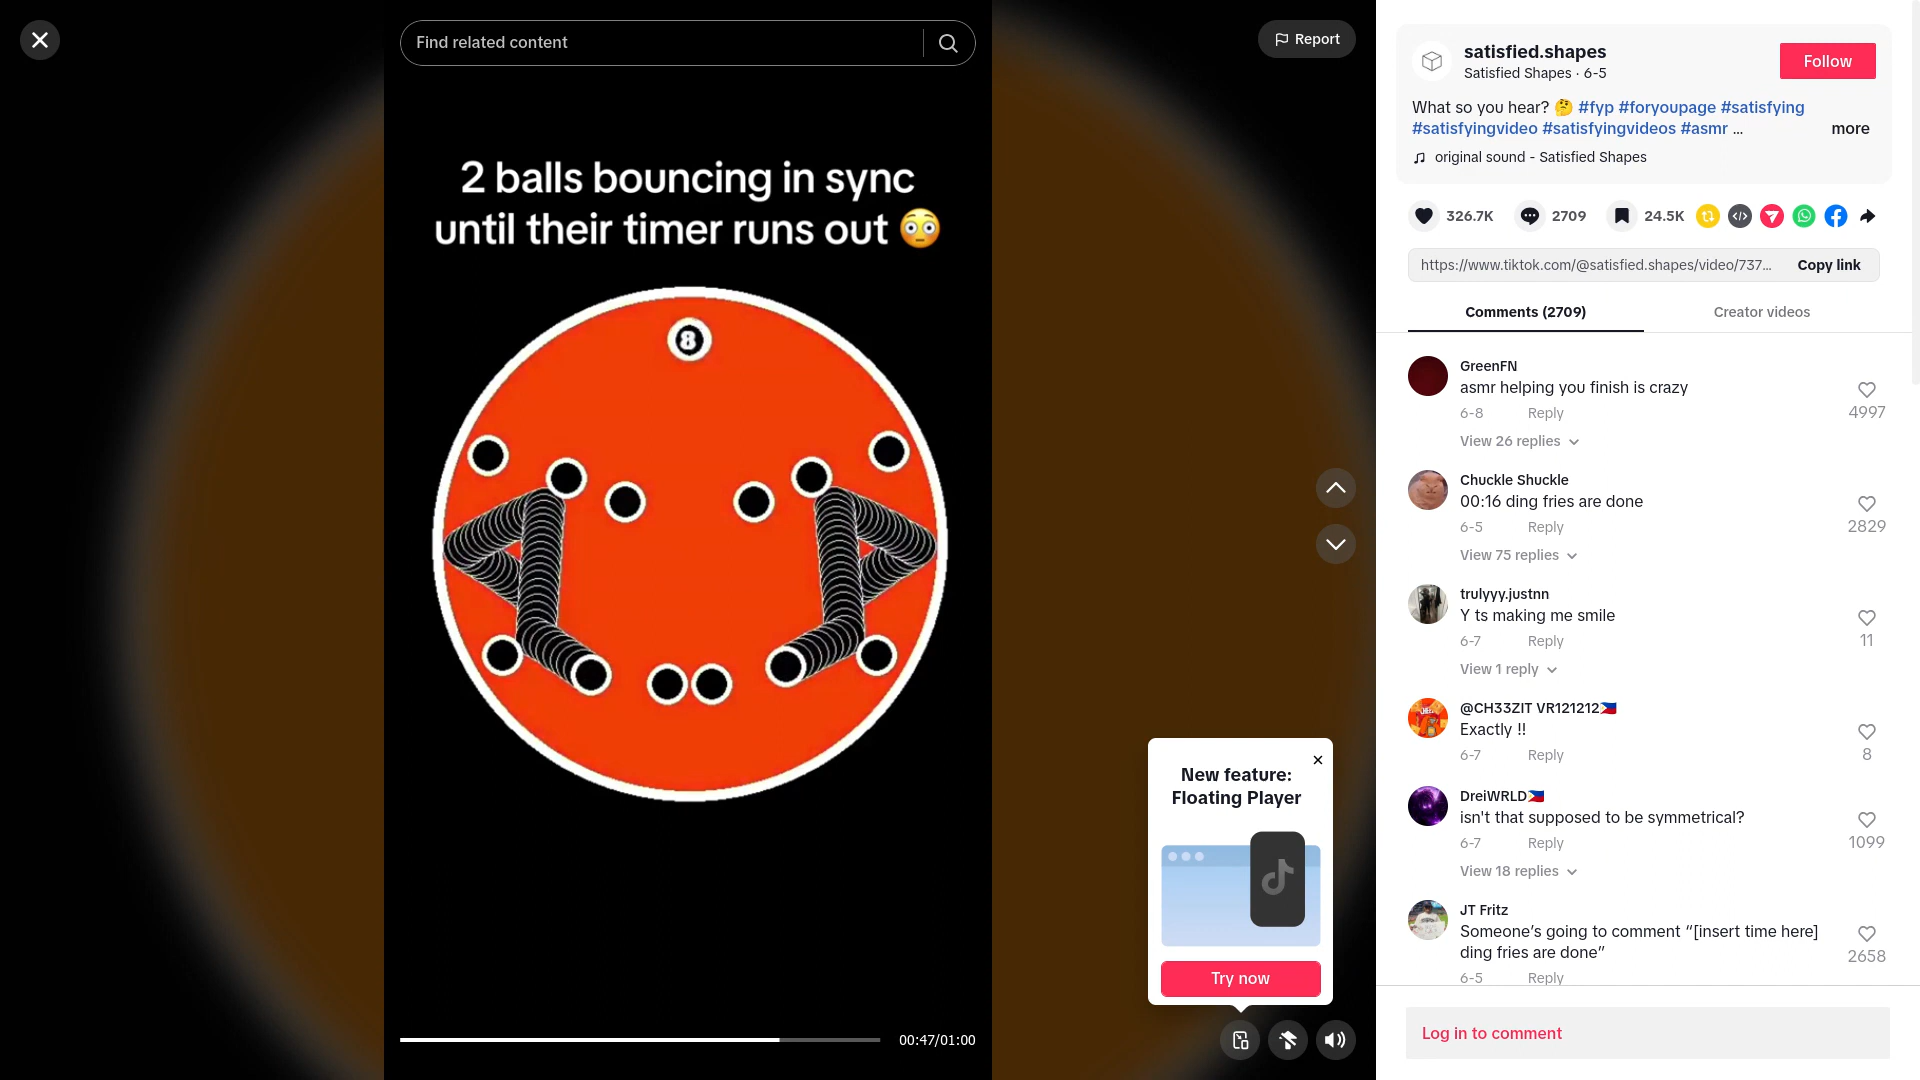 Find related content
Report
2 balls bouncing in sync
until their timer runs out 😳
8
New feature:
Floating Player
Try now
00:47/01:00
satisfied.shapes
Satisfied Shapes · 6-5
Follow
What so you hear? 🤔 #fyp #foryoupage #satisfying
#satisfyingvideo #satisfyingvideos #asmr ...
more
original sound - Satisfied Shapes
326.7K
2709
24.5K
https://www.tiktok.com/@satisfied.shapes/video/737...
Copy link
Comments (2709)
Creator videos
GreenFN
asmr helping you finish is crazy
6-8 Reply
4997
View 26 replies
Chuckle Shuckle
00:16 ding fries are done
6-5 Reply
2829
View 75 replies
trulyyy.justnn
Y ts making me smile
6-7 Reply
11
View 1 reply
@CH33ZIT VR121212🇵🇭
Exactly !!
6-7 Reply
8
DreiWRLD🇵🇭
isn't that supposed to be symmetrical?
6-7 Reply
1099
View 18 replies
JT Fritz
Someone’s going to comment “[insert time here]
ding fries are done”
6-5 Reply
2658
Log in to comment